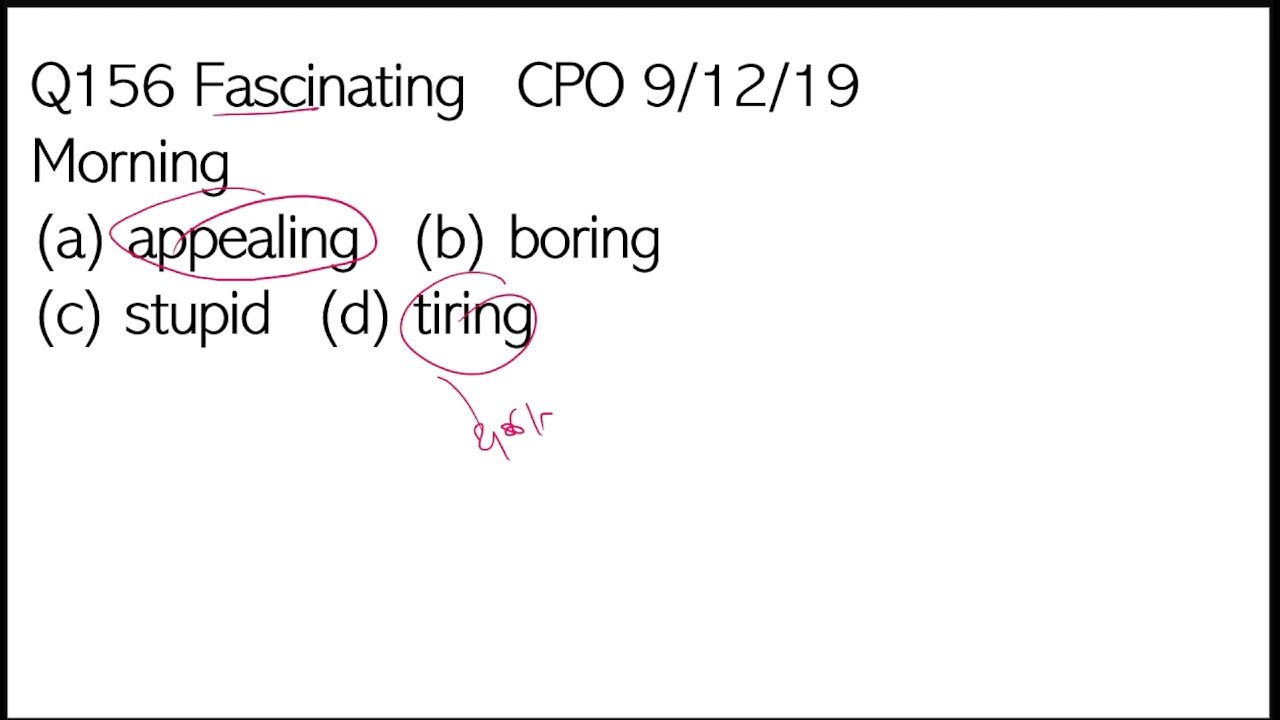 Q156 Fascinating CPO 9/12/19
Morning
(a) appealing (b) boring
(c) stupid (d) tiring